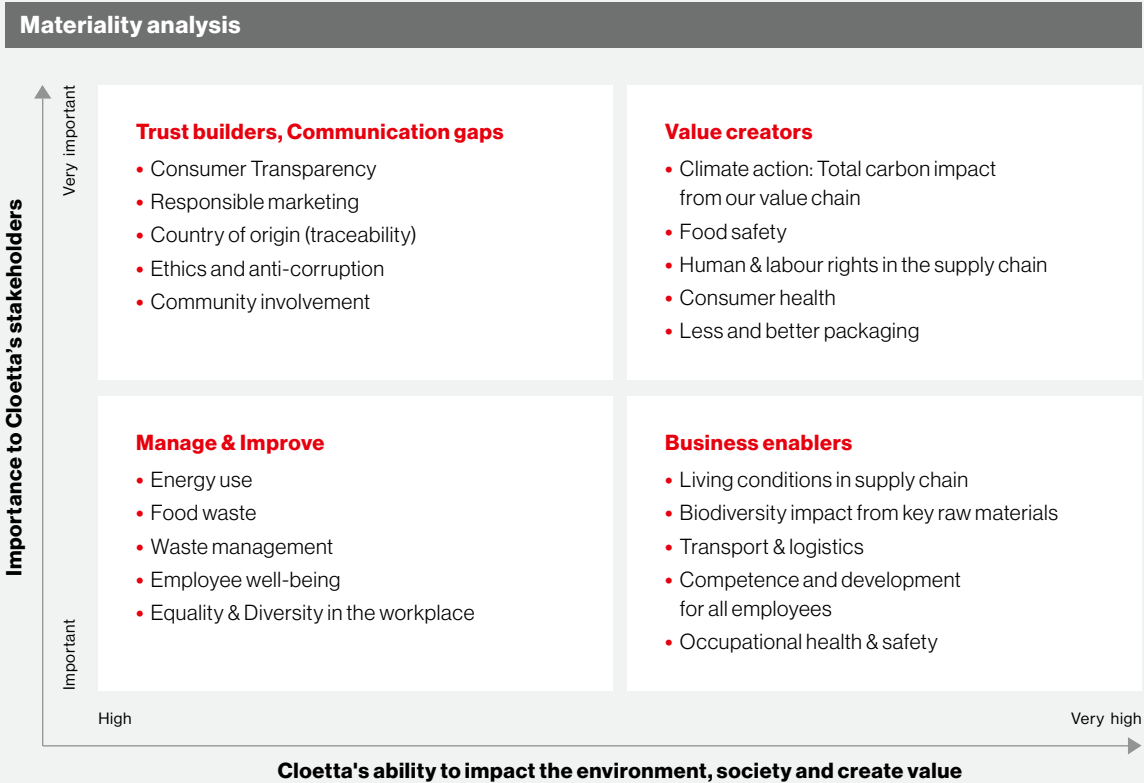 Materiality analysis
Importance to Cloetta’s stakeholders
Very important
Important
Trust builders, Communication gaps
• Consumer Transparency
• Responsible marketing
• Country of origin (traceability)
• Ethics and anti-corruption
• Community involvement
Value creators
• Climate action: Total carbon impact
from our value chain
• Food safety
• Human & labour rights in the supply chain
• Consumer health
• Less and better packaging
Manage & Improve
• Energy use
• Food waste
• Waste management
• Employee well-being
• Equality & Diversity in the workplace
Business enablers
• Living conditions in supply chain
• Biodiversity impact from key raw materials
• Transport & logistics
• Competence and development
for all employees
• Occupational health & safety
High
Very high
Cloetta's ability to impact the environment, society and create value